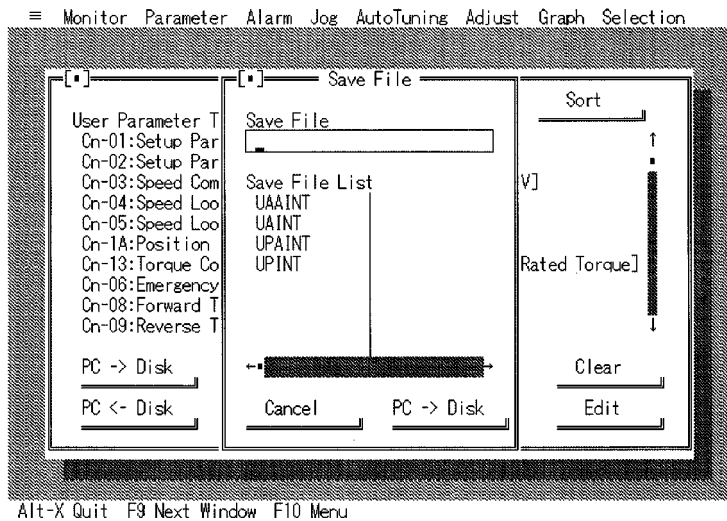 ≡ Monitor Parameter Alarm Jog AutoTuning Adjust Graph Selection
Save File
Sort
User Parameter T
Save File
Cn-01:Setup Par
Cn-02:Setup Par
Cn-03:Speed Com
Save File List
V]
Cn-04:Speed Loo
UAAINT
Cn-05:Speed Loo
UAINT
Cn-1A:Position
UPAINT
Cn-13:Torque Co
UPINT
Rated Torque]
Cn-06:Emergency
Cn-08:Forward T
Cn-09:Reverse T
PC -> Disk
Clear
PC <- Disk
Cancel
PC -> Disk
Edit
Alt-X Quit F9 Next Window F10 Menu